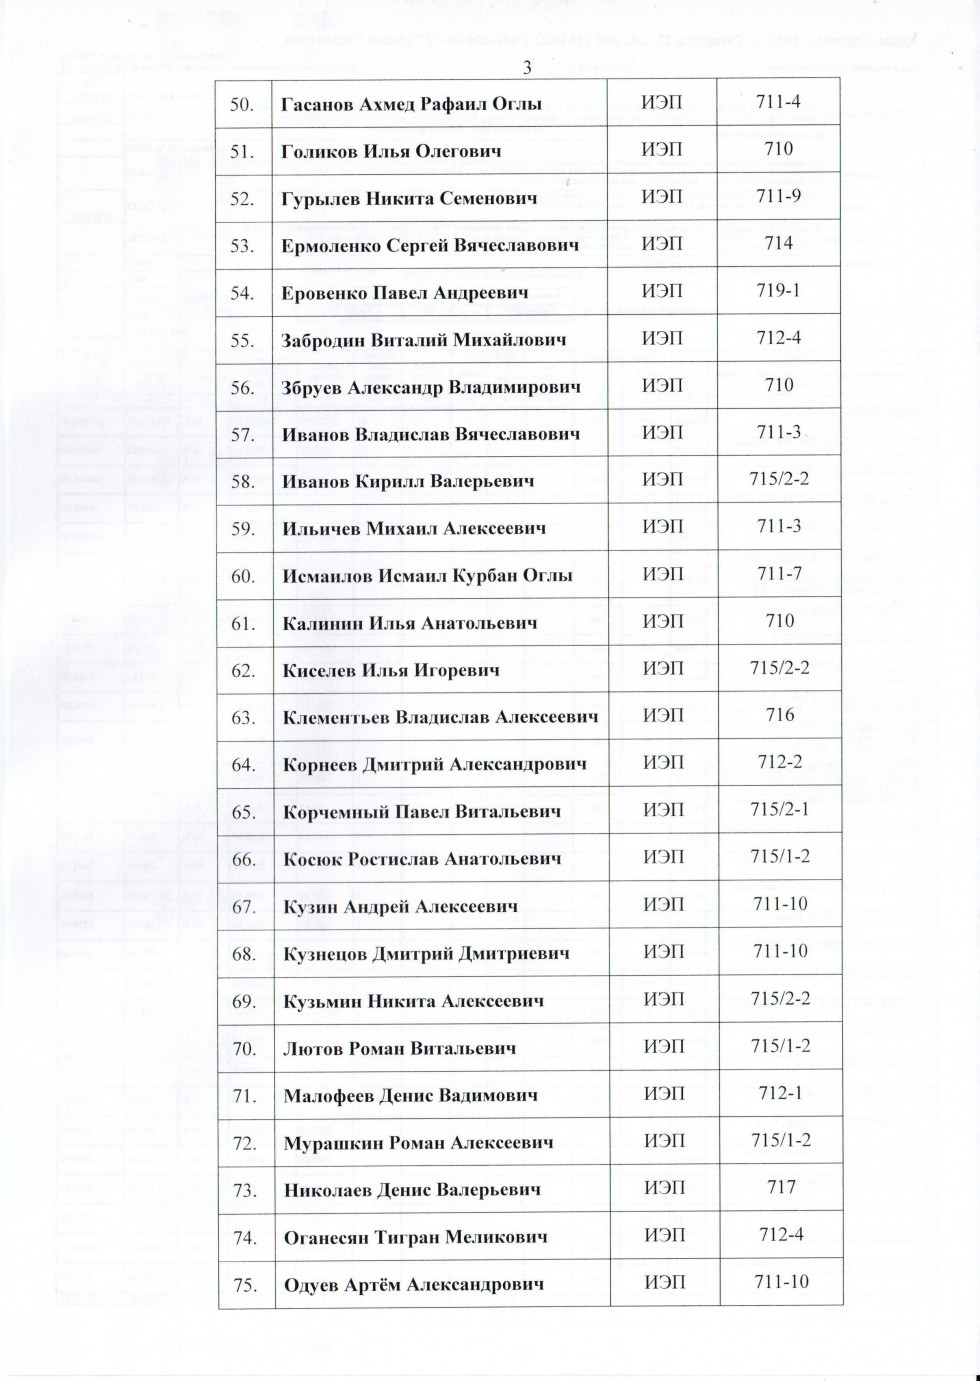 3
50. Гасанов Ахмед Рафаил Оглы ИЭП 711-4
51. Голиков Илья Олегович ИЭП 710
52. Гурылев Никита Семенович ИЭП 711-9
53. Ермоленко Сергей Вячеславович ИЭП 714
54. Еровенко Павел Андреевич ИЭП 719-1
55. Забродин Виталий Михайлович ИЭП 712-4
56. Збруев Александр Владимирович ИЭП 710
57. Иванов Владислав Вячеславович ИЭП 711-3
58. Иванов Кирилл Валерьевич ИЭП 715/2-2
59. Ильичев Михаил Алексеевич ИЭП 711-3
60. Исмаилов Исмаил Курбан Оглы ИЭП 711-7
61. Калинин Илья Анатольевич ИЭП 710
62. Киселев Илья Игоревич ИЭП 715/2-2
63. Клементьев Владислав Алексеевич ИЭП 716
64. Корнеев Дмитрий Александрович ИЭП 712-2
65. Корчемный Павел Витальевич ИЭП 715/2-1
66. Косюк Ростислав Анатольевич ИЭП 715/1-2
67. Кузин Андрей Алексеевич ИЭП 711-10
68. Кузнецов Дмитрий Дмитриевич ИЭП 711-10
69. Кузьмин Никита Алексеевич ИЭП 715/2-2
70. Лютов Роман Витальевич ИЭП 715/1-2
71. Малофеев Денис Вадимович ИЭП 712-1
72. Мурашкин Роман Алексеевич ИЭП 715/1-2
73. Николаев Денис Валерьевич ИЭП 717
74. Оганесян Тигран Меликович ИЭП 712-4
75. Одуев Артём Александрович ИЭП 711-10